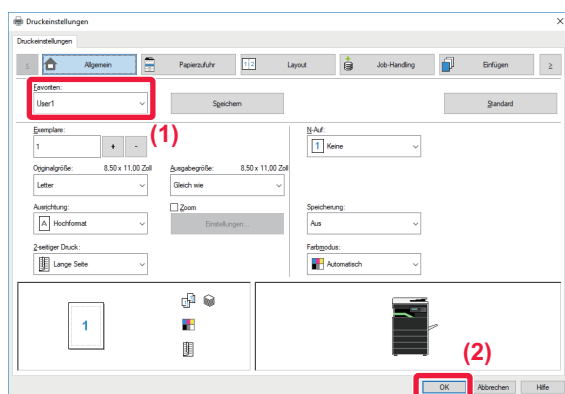 Druckeinstellungen
Druckeinstellungen
Allgemein Papierzufuhr 1 2 Layout Job-Handling Einfügen
Favoriten:
User1 Speichern Standard
(1)
Exemplare: N-Auf:
1 + - 1 Keine
Originalgröße: 8,50 x 11,00 Zoll Ausgabegröße: 8,50 x 11,00 Zoll
Letter Gleich wie
Ausrichtung: Zoom Speicherung:
A Hochformat Einstellungen... Aus
2-seitiger Druck: Farbmodus:
Lange Seite Automatisch
1
(2)
OK Abbrechen Hilfe